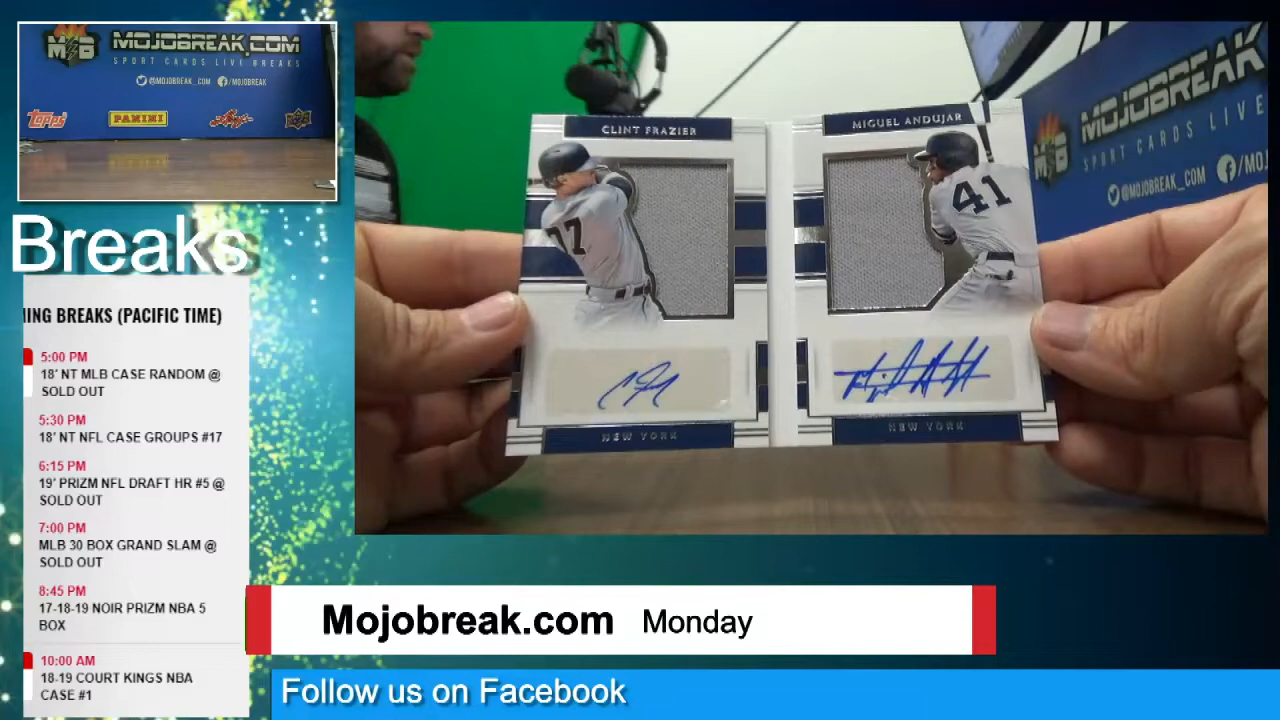 MOJOBREAK.COM
SPORT CARDS LIVE BREAKS
@MOJOBREAK_COM /MOJOBREAK
topps
PANINI
Breaks
ING BREAKS (PACIFIC TIME)
5:00 PM
18' NT MLB CASE RANDOM @
SOLD OUT
5:30 PM
18' NT NFL CASE GROUPS #17
6:15 PM
19' PRIZM NFL DRAFT HR #5 @
SOLD OUT
7:00 PM
MLB 30 BOX GRAND SLAM @
SOLD OUT
8:45 PM
17-18-19 NOIR PRIZM NBA 5
BOX
10:00 AM
18-19 COURT KINGS NBA
CASE #1
CLINT FRAZIER
77
NEW YORK
MIGUEL ANDUJAR
41
NEW YORK
MOJOBREAK
SPORT CARDS LIVE
@MOJOBREAK_COM /MO
Mojobreak.com Monday
Follow us on Facebook